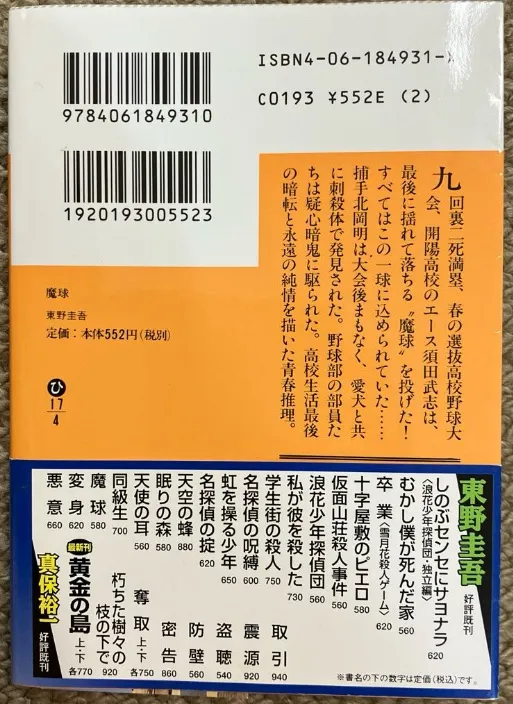 ISBN4-06-184931-X
C0193 ¥552E (2)
9784061849310
1920193005523
九回裏二死満塁、春の選抜高校野球大
会、開陽高校のエース須田武志は、
最後に揺れて落ちる〝魔球〟を投げた！
すべてはこの一球に込められていた……
捕手北岡明は大会後まもなく、愛犬と共
に刺殺体で発見された。野球部の部員た
ちは疑心暗鬼に駆られた。高校生活最後
の暗転と永遠の純情を描いた青春推理。
魔球
東野圭吾
定価：本体552円（税別）
ひ
17
4
東野圭吾 好評既刊
しのぶセンセにサヨナラ
〈浪花少年探偵団・独立編〉 620
むかし僕が死んだ家 560
卒業〈雪月花殺人ゲーム〉 620
十字屋敷のピエロ 580
仮面山荘殺人事件 560
浪花少年探偵団 560
私が彼を殺した 730
学生街の殺人 750
名探偵の呪縛 600
虹を操る少年 650
名探偵の掟 620
天空の蜂 880
眠りの森 580
天使の耳 560
同級生 700
魔球 580
変身 620
悪意 660
取引 940
震源 920
盗聴 540
防壁 560
密告 860
奪取 上・下 各750
朽ちた樹々の
枝の下で 920
最新刊 黄金の島 上・下 各770
真保裕一 好評既刊
※書名の下の数字は定価（税込）です。